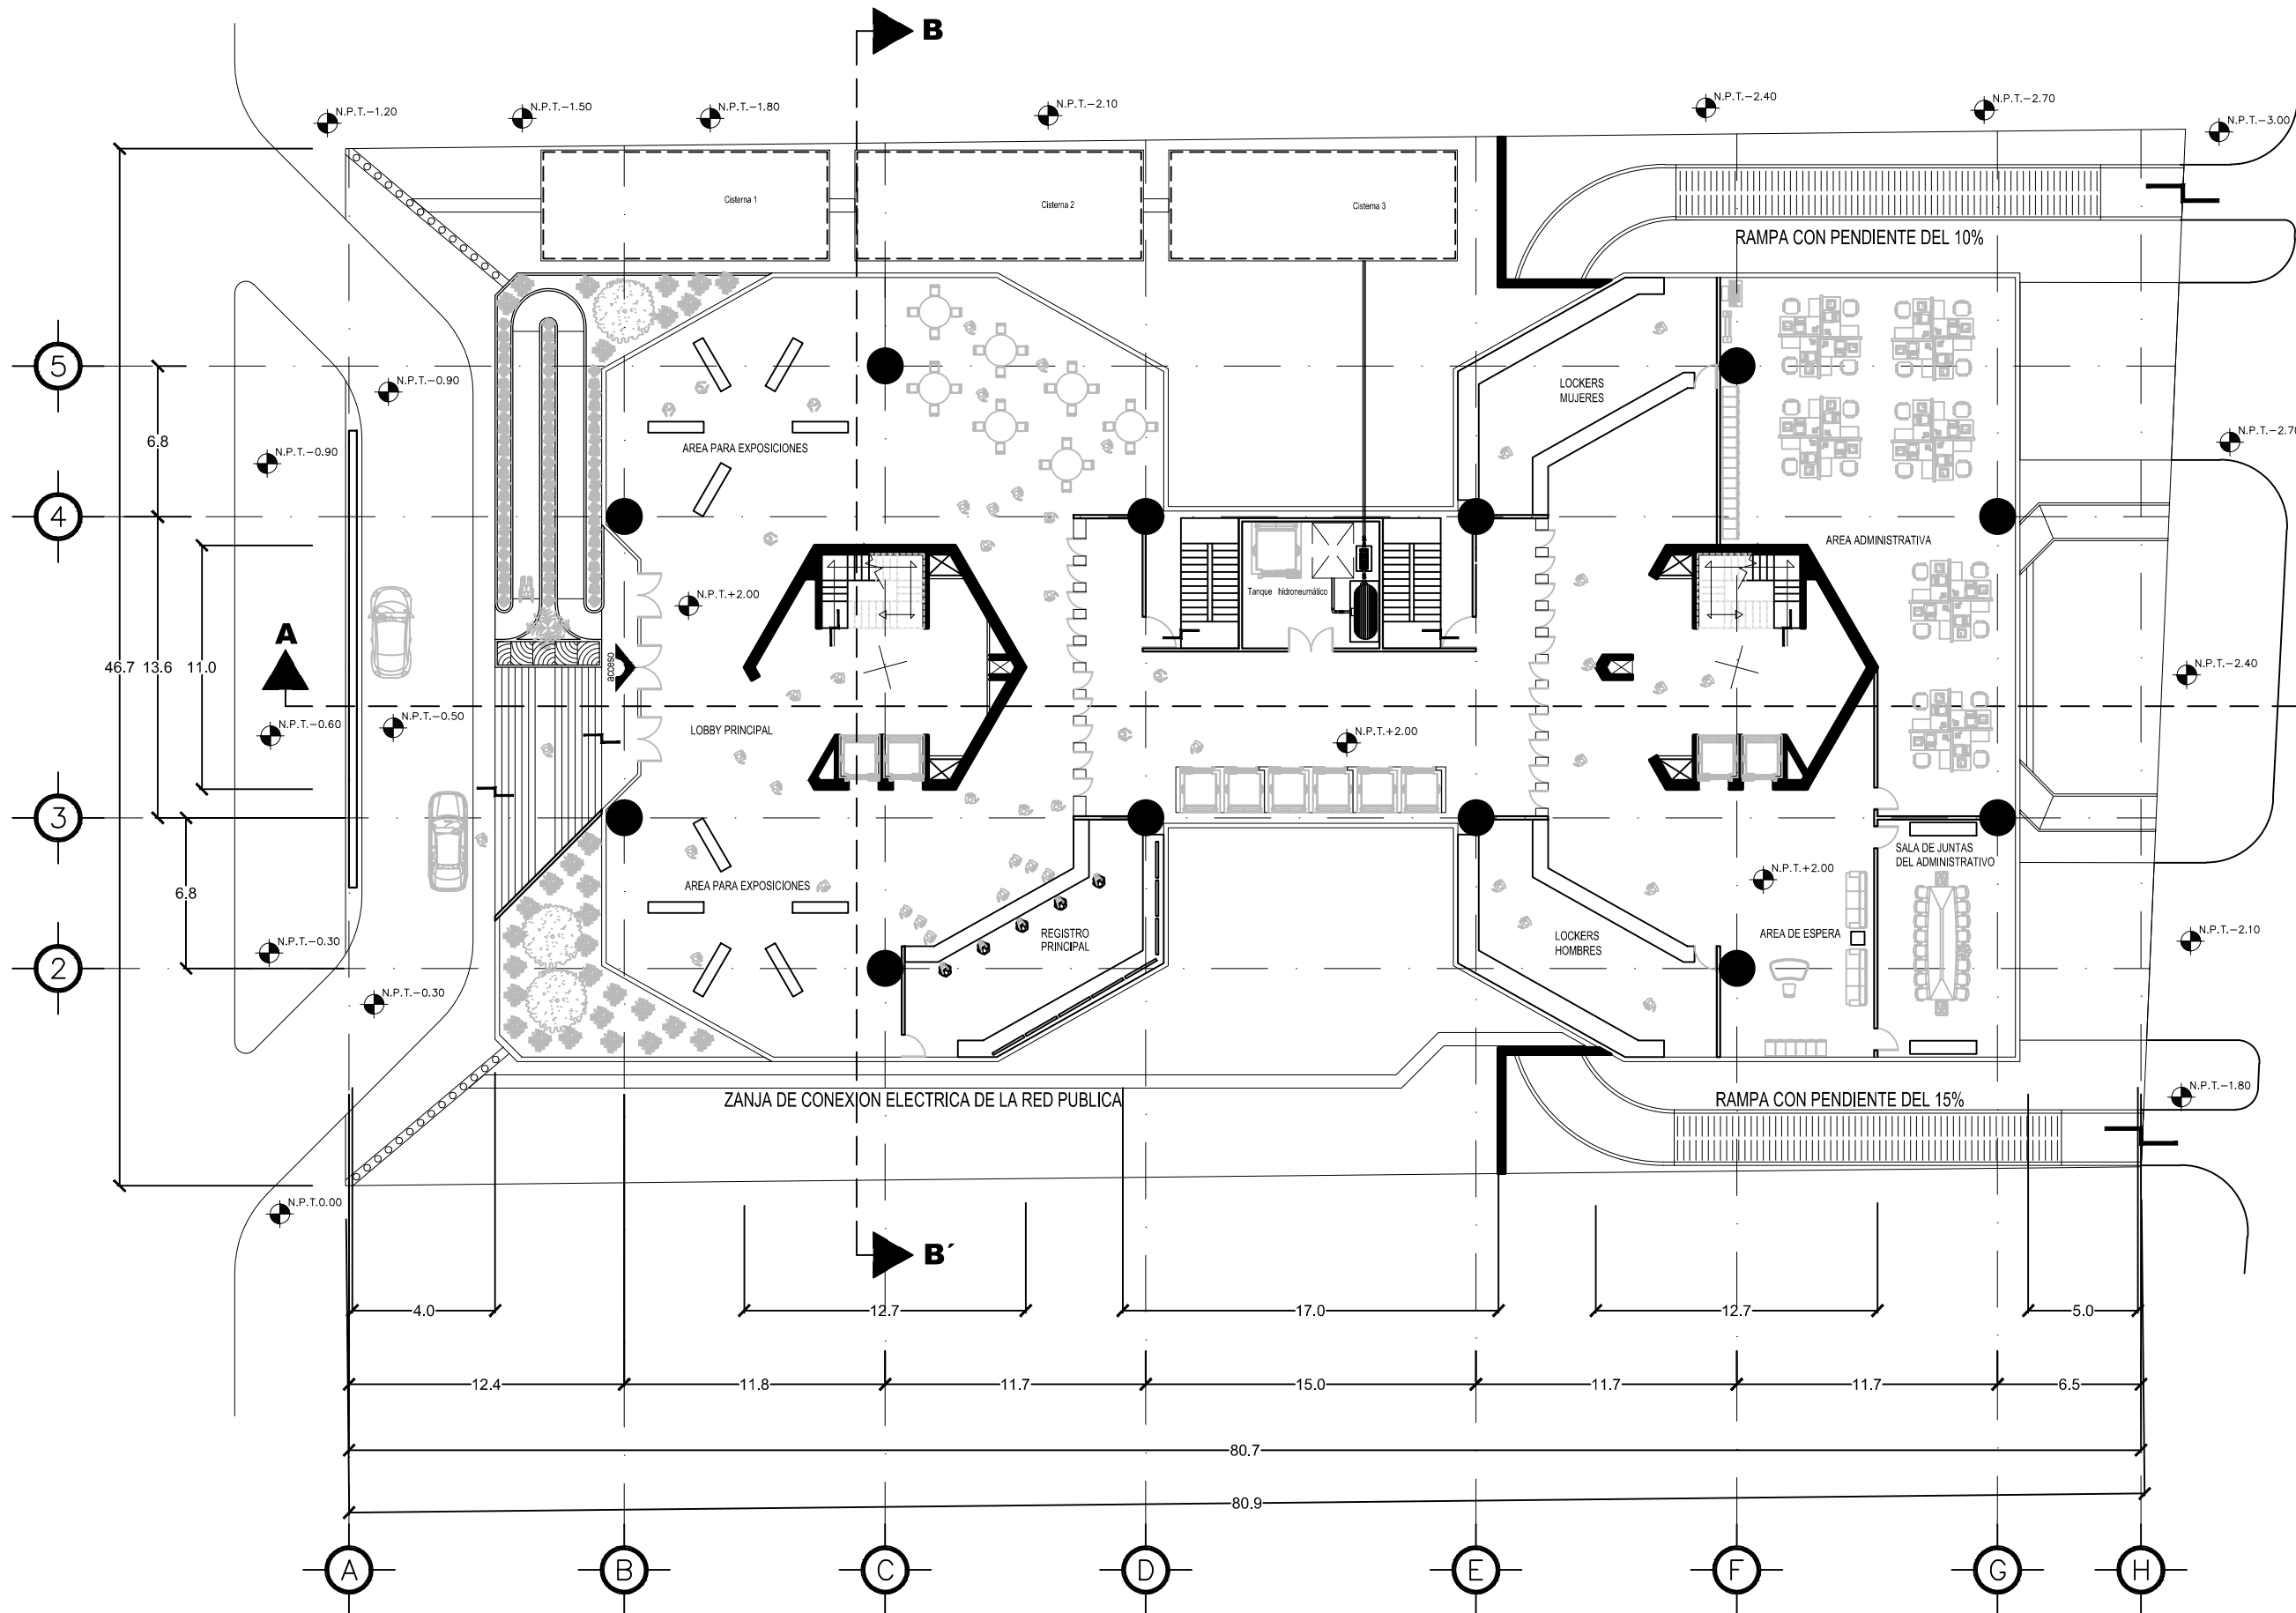 B
N.P.T.-1.20
N.P.T.-1.50
N.P.T.-1.80
N.P.T.-2.10
N.P.T.-2.40
N.P.T.-2.70
N.P.T.-3.00
Cisterna 1
Cisterna 2
Cisterna 3
RAMPA CON PENDIENTE DEL 10%
5
N.P.T.-0.90
LOCKERS
MUJERES
6.8
AREA PARA EXPOSICIONES
N.P.T.-0.90
N.P.T.-2.70
4
AREA ADMINISTRATIVA
Tanque hidroneumático
N.P.T.+2.00
A
46.7
13.6
11.0
acceso
N.P.T.-2.40
N.P.T.-0.60
N.P.T.-0.50
LOBBY PRINCIPAL
N.P.T.+2.00
3
SALA DE JUNTAS
DEL ADMINISTRATIVO
6.8
AREA PARA EXPOSICIONES
N.P.T.+2.00
REGISTRO
PRINCIPAL
LOCKERS
HOMBRES
AREA DE ESPERA
N.P.T.-0.30
N.P.T.-2.10
2
N.P.T.-0.30
ZANJA DE CONEXION ELECTRICA DE LA RED PUBLICA
RAMPA CON PENDIENTE DEL 15%
N.P.T.-1.80
N.P.T.0.00
B´
4.0
12.7
17.0
12.7
5.0
12.4
11.8
11.7
15.0
11.7
11.7
6.5
80.7
80.9
A
B
C
D
E
F
G
H